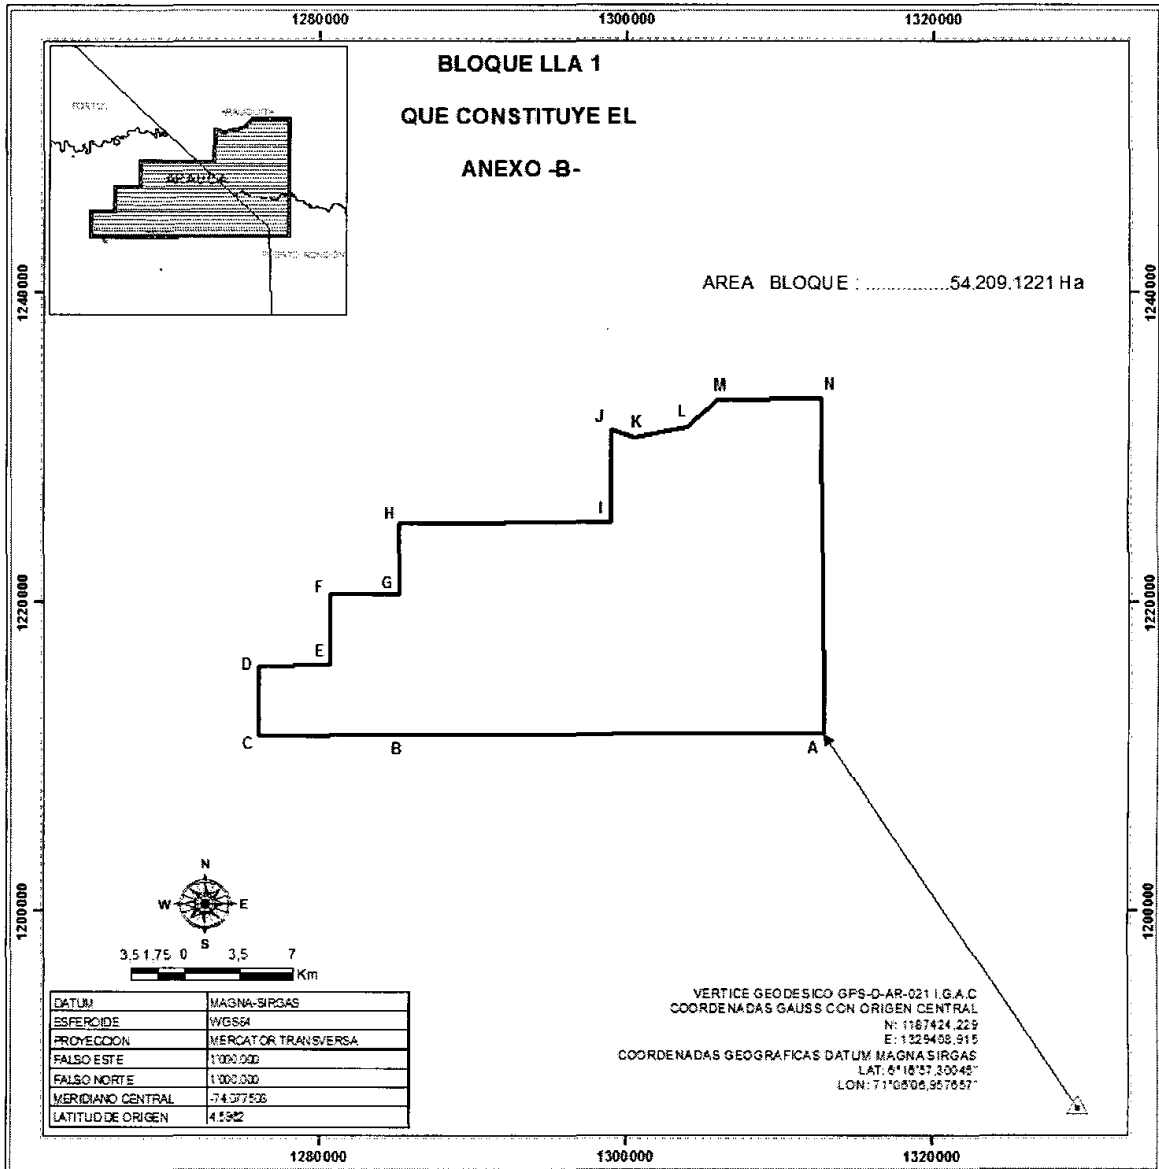 1280000 1300000 1320000
BLOQUE LLA 1
QUE CONSTITUYE EL
ANEXO -B-
AREA BLOQUE : ................54.209,1221 Ha
1240000 1240000
M N
J K L
H I
F G
1220000 1220000
D E
C B A
1200000 1200000
N
W E
S
3,5 1,75 0 3,5 7
Km
DATUM MAGNA-SIRGAS
ESFEROIDE WGS84
PROYECCION MERCATOR TRANSVERSA
FALSO ESTE 1'000.000
FALSO NORTE 1'000.000
MERIDIANO CENTRAL
LATITUD DE ORIGEN
VERTICE GEODESICO GPS-D-AR-021 I.G.A.C
COORDENADAS GAUSS CON ORIGEN CENTRAL
N: 1187424,229
E: 1329408,915
COORDENADAS GEOGRAFICAS DATUM MAGNA SIRGAS
LAT:
LON:
1280000 1300000 1320000